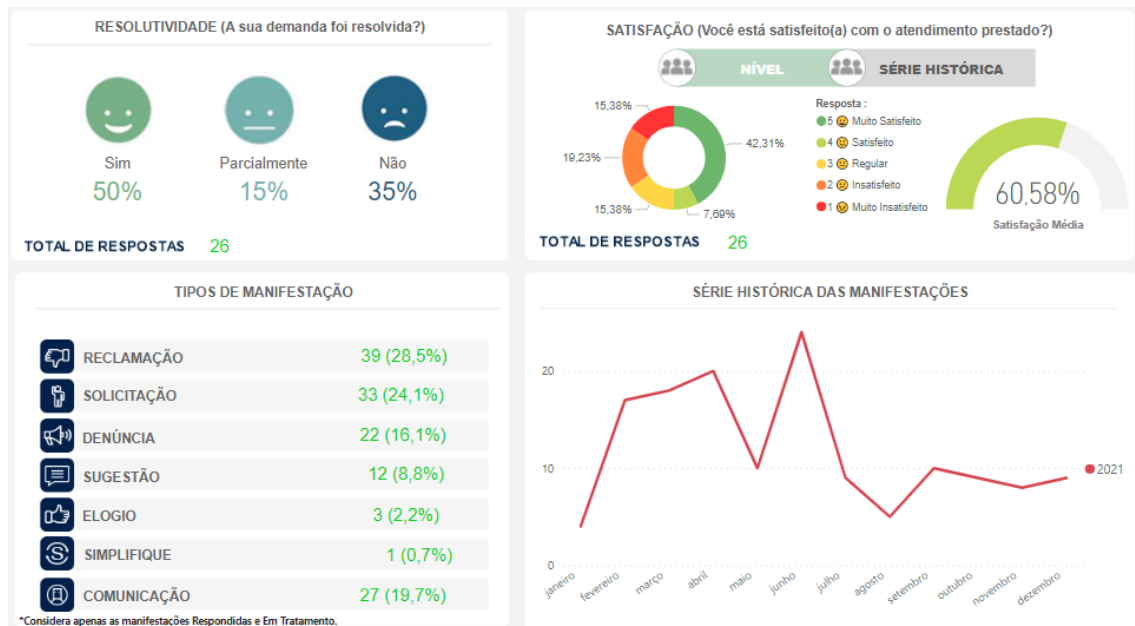 RESOLUTIVIDADE (A sua demanda foi resolvida?)
Sim
Parcialmente
Não
50%
15%
35%
TOTAL DE RESPOSTAS 26
SATISFAÇÃO (Você está satisfeito(a) com o atendimento prestado?)
NÍVEL
SÉRIE HISTÓRICA
15,38%
42,31%
19,23%
15,38%
7,69%
Resposta :
5 Muito Satisfeito
4 Satisfeito
3 Regular
2 Insatisfeito
1 Muito Insatisfeito
60,58%
Satisfação Média
TOTAL DE RESPOSTAS 26
TIPOS DE MANIFESTAÇÃO
RECLAMAÇÃO 39 (28,5%)
SOLICITAÇÃO 33 (24,1%)
DENÚNCIA 22 (16,1%)
SUGESTÃO 12 (8,8%)
ELOGIO 3 (2,2%)
SIMPLIFIQUE 1 (0,7%)
COMUNICAÇÃO 27 (19,7%)
*Considera apenas as manifestações Respondidas e Em Tratamento.
SÉRIE HISTÓRICA DAS MANIFESTAÇÕES
20
10
0
2021
janeiro
fevereiro
março
abril
maio
junho
julho
agosto
setembro
outubro
novembro
dezembro